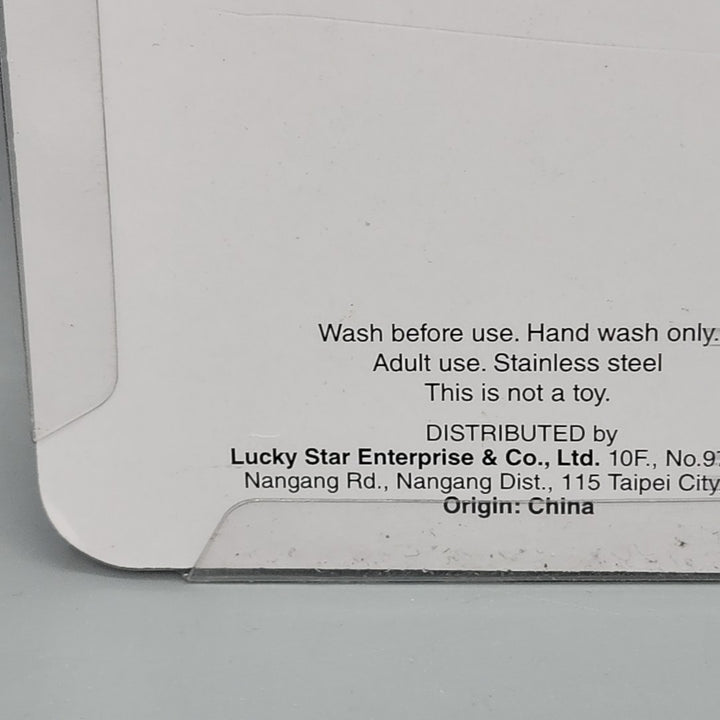 Wash before use. Hand wash only.
Adult use. Stainless steel
This is not a toy.
DISTRIBUTED by
Lucky Star Enterprise & Co., Ltd. 10F., No.97
Nangang Rd., Nangang Dist., 115 Taipei City
Origin: China